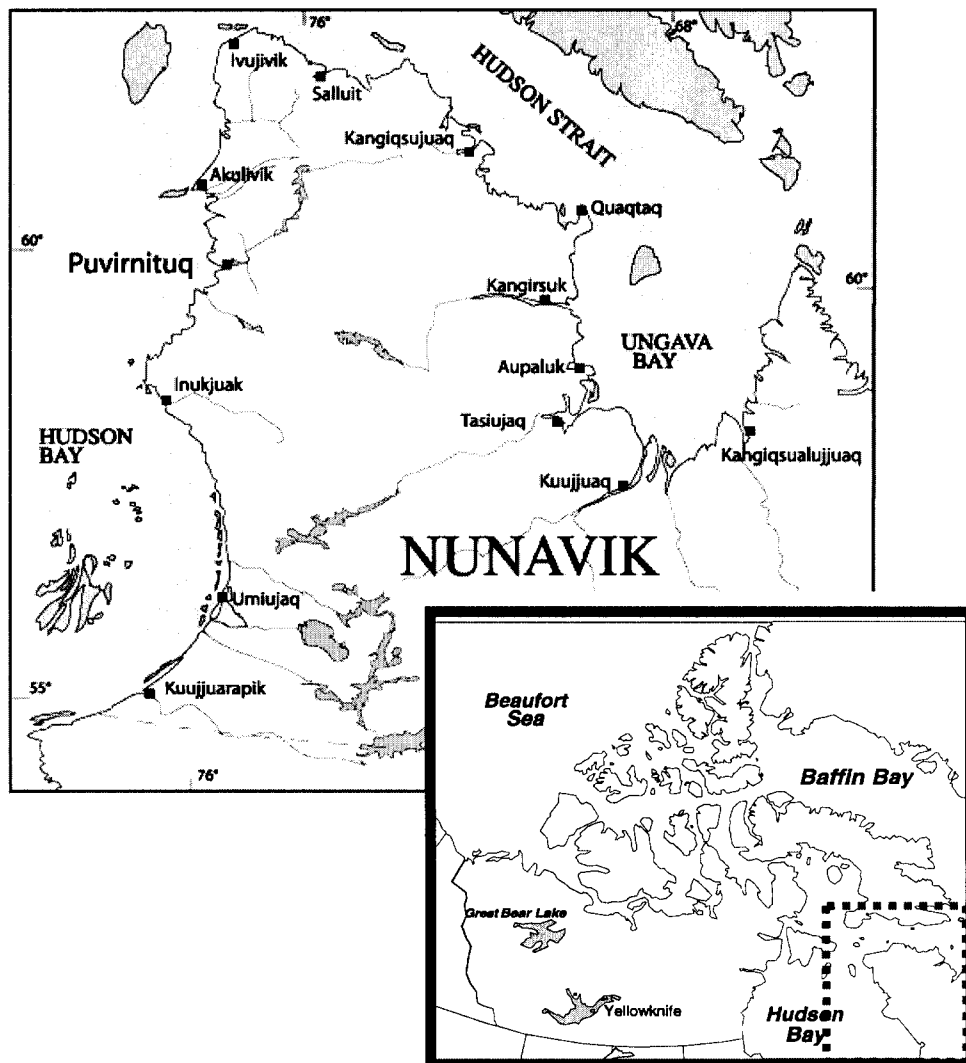 76°
68°
Ivujivik
Salluit
HUDSON STRAIT
Kangiqsujuaq
Akulivik
Quaqtaq
60°
Puvirnituq
Kangirsuk
60°
UNGAVA
BAY
Aupaluk
Inukjuak
Tasiujaq
HUDSON
BAY
Kangiqsualujjuaq
Kuujjuaq
NUNAVIK
Umiujaq
55°
Kuujjuarapik
76°
Beaufort
Sea
Baffin Bay
Great Bear Lake
Yellowknife
Hudson
Bay